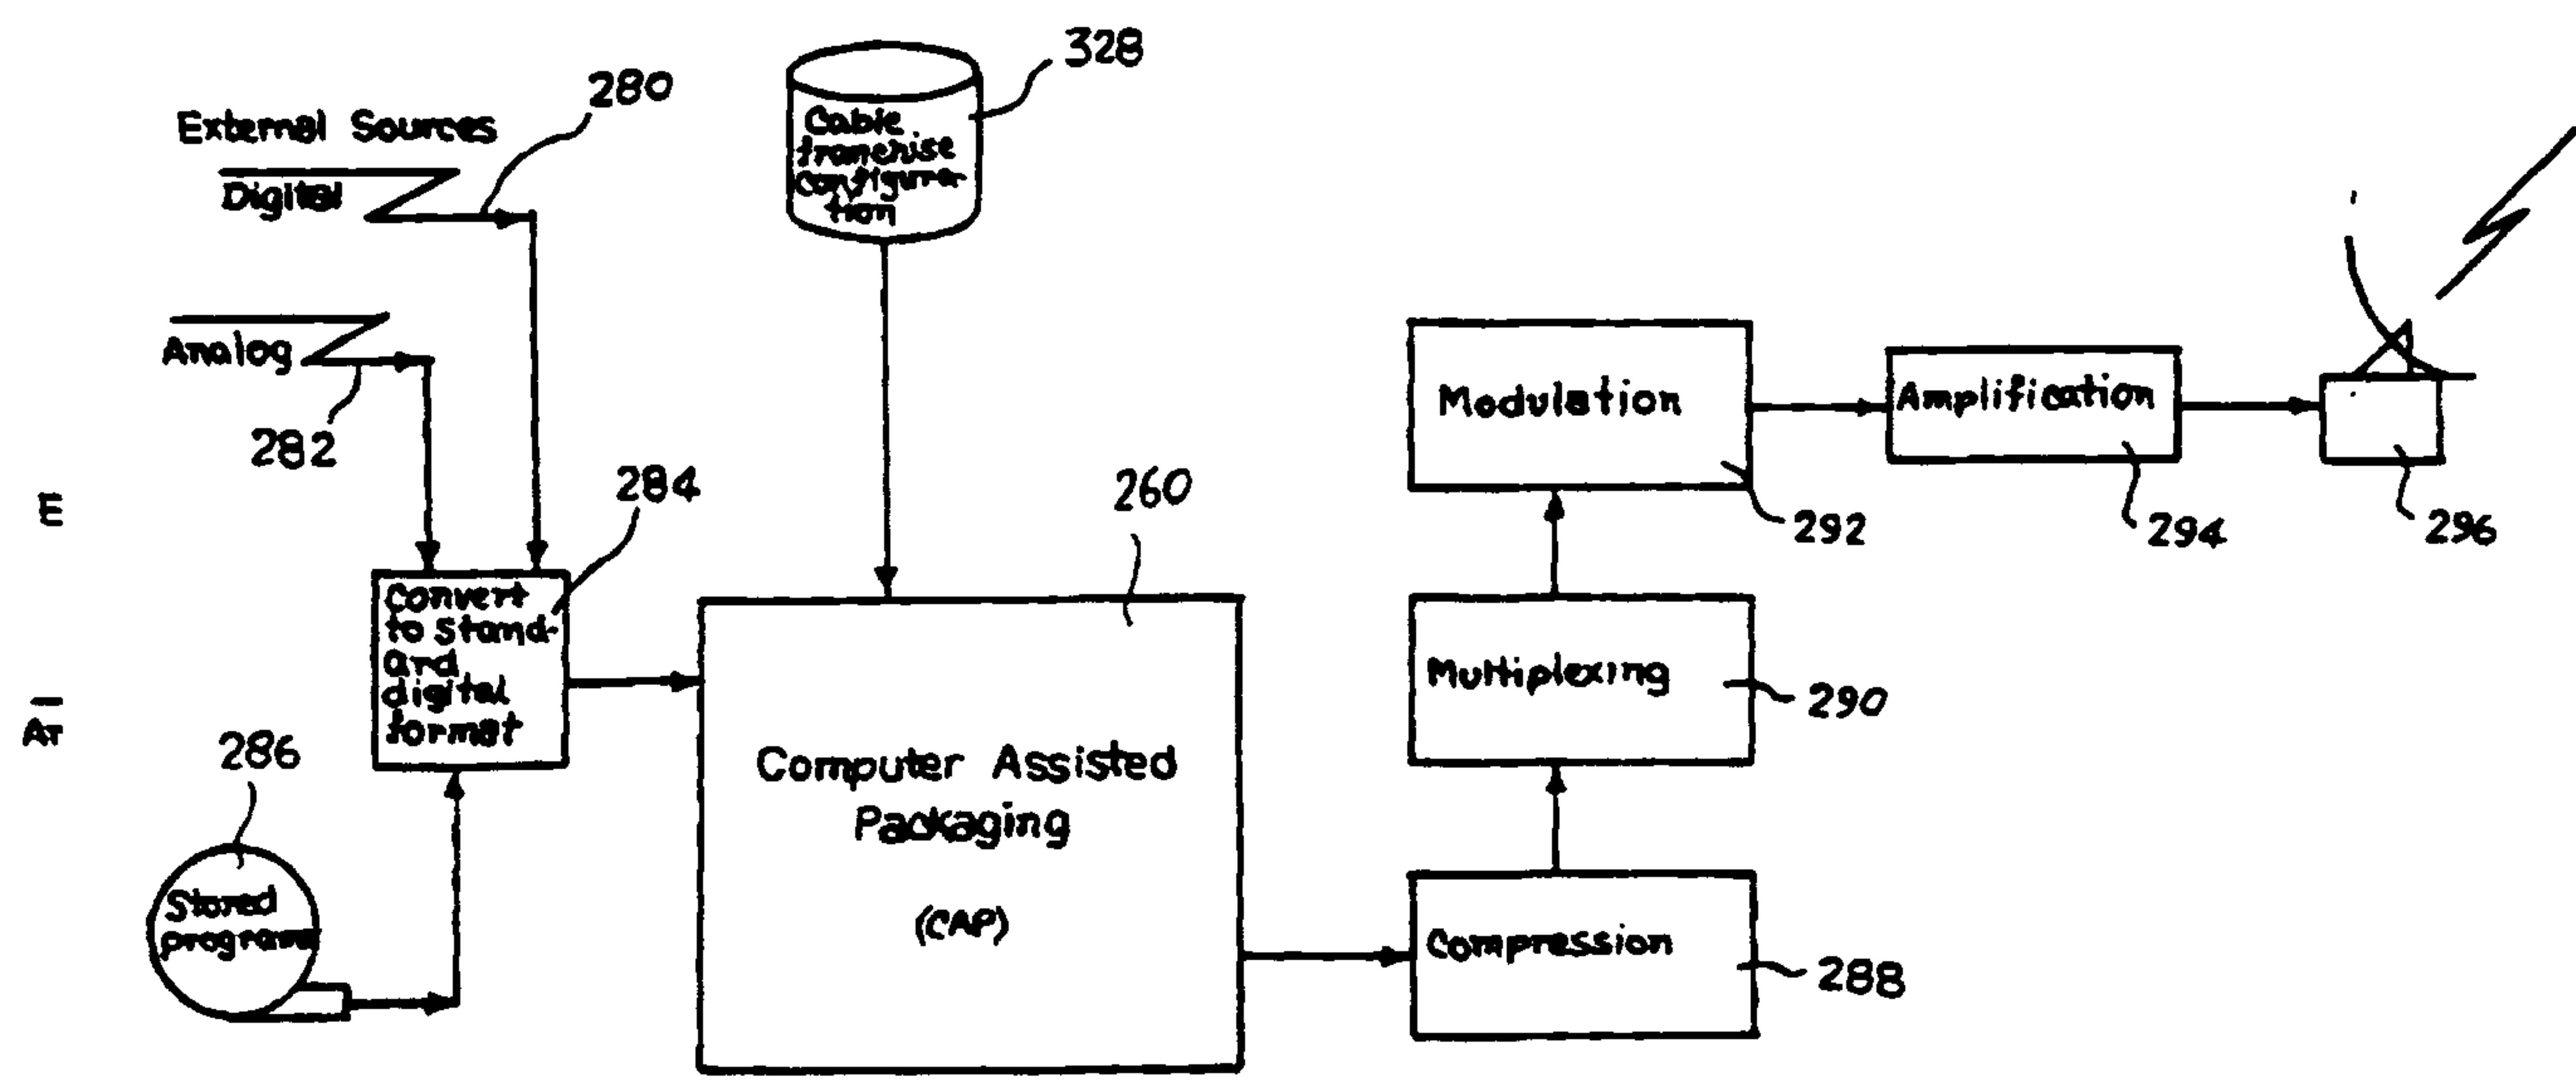 328
280
External Sources
Digital
Cable
franchise
configura-
tion
Analog
282
284
260
E
Convert
to stand-
ard
digital
format
Modulation
Amplification
292
294
296
AT
286
Multiplexing
290
Computer Assisted
Packaging
(CAP)
Stored
programs
Compression
288